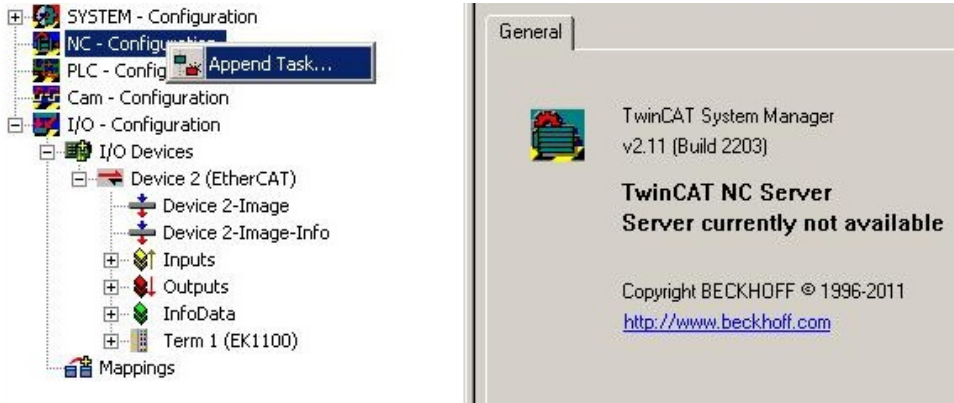 SYSTEM - Configuration
NC - Configuration
Append Task...
PLC - Config
Cam - Configuration
I/O - Configuration
I/O Devices
Device 2 (EtherCAT)
Device 2-Image
Device 2-Image-Info
Inputs
Outputs
InfoData
Term 1 (EK1100)
Mappings
General
TwinCAT System Manager
v2.11 (Build 2203)
TwinCAT NC Server
Server currently not available
Copyright BECKHOFF © 1996-2011
http://www.beckhoff.com